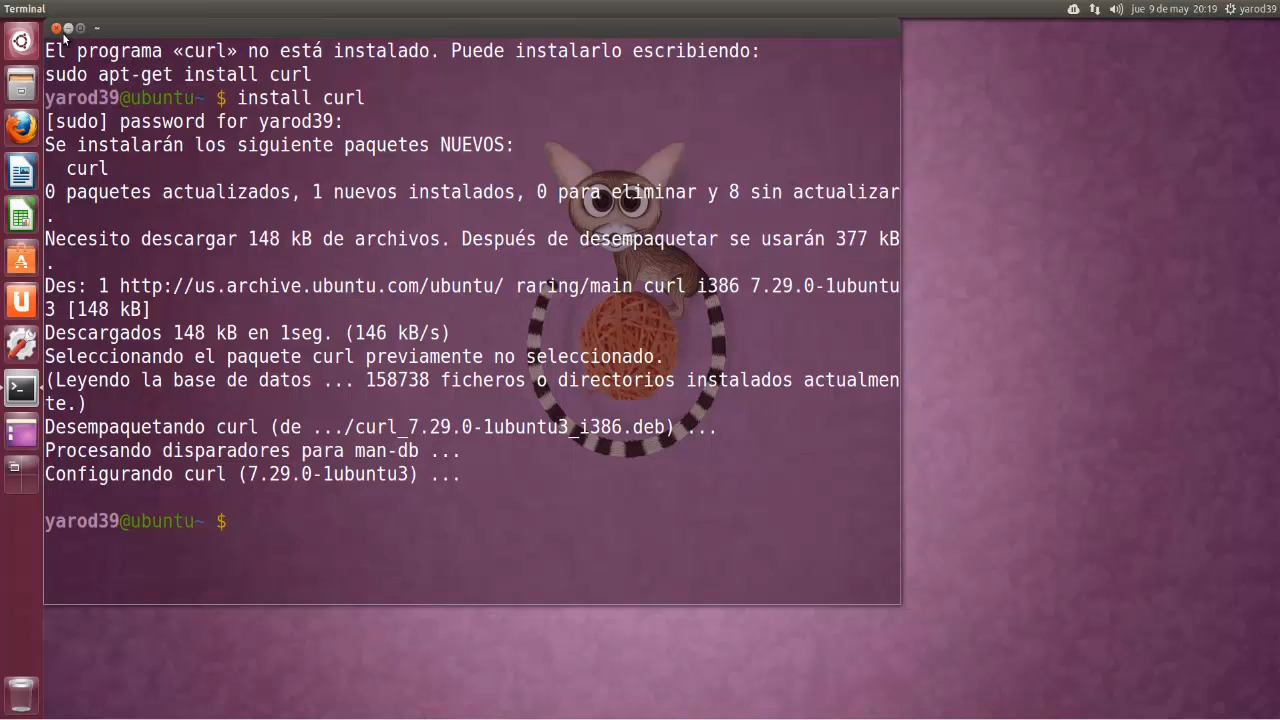 Terminal
jue 9 de may 20:19 yarod39
~
El programa «curl» no está instalado. Puede instalarlo escribiendo:
sudo apt-get install curl
yarod39@ubuntu~ $ install curl
[sudo] password for yarod39:
Se instalarán los siguiente paquetes NUEVOS:
curl
0 paquetes actualizados, 1 nuevos instalados, 0 para eliminar y 8 sin actualizar
.
Necesito descargar 148 kB de archivos. Después de desempaquetar se usarán 377 kB
.
Des: 1 http://us.archive.ubuntu.com/ubuntu/ raring/main curl i386 7.29.0-1ubuntu
3 [148 kB]
Descargados 148 kB en 1seg. (146 kB/s)
Seleccionando el paquete curl previamente no seleccionado.
(Leyendo la base de datos ... 158738 ficheros o directorios instalados actualmen
te.)
Desempaquetando curl (de .../curl_7.29.0-1ubuntu3_i386.deb) ...
Procesando disparadores para man-db ...
Configurando curl (7.29.0-1ubuntu3) ...
yarod39@ubuntu~ $